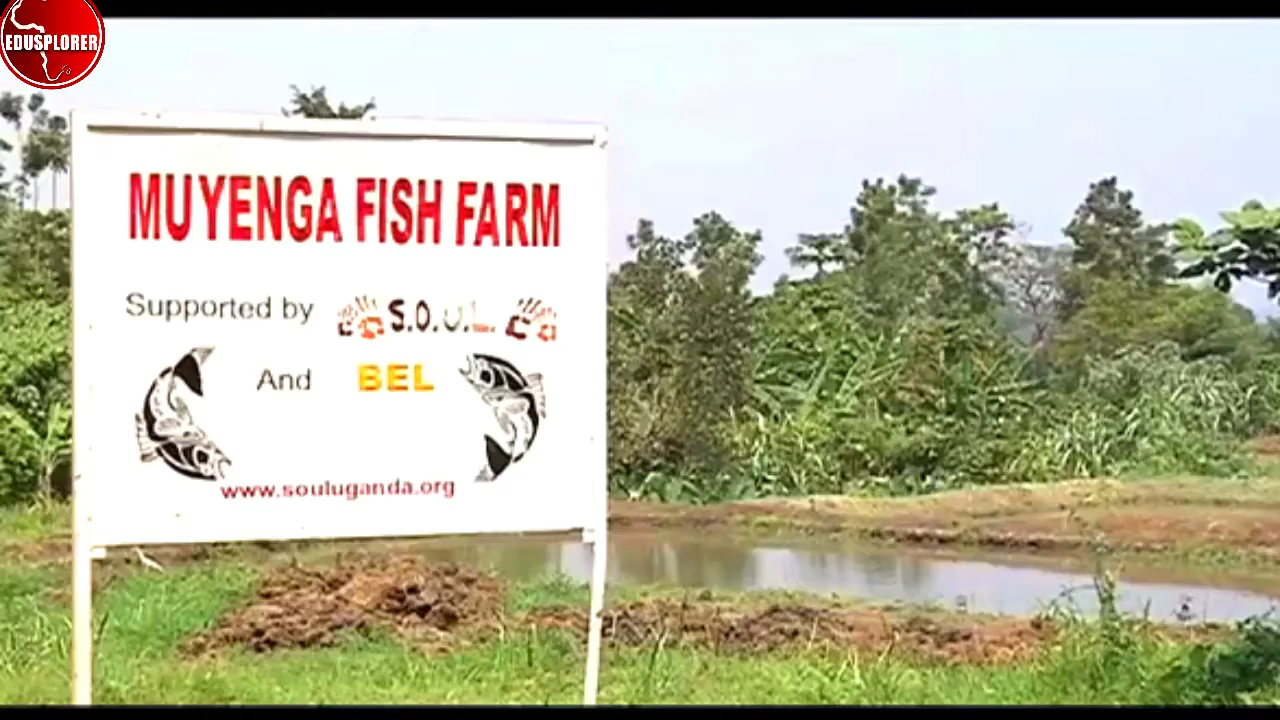 EDUSPLORER
MUYENGA FISH FARM
Supported by S.O.U.L.
And BEL
www.souluganda.org